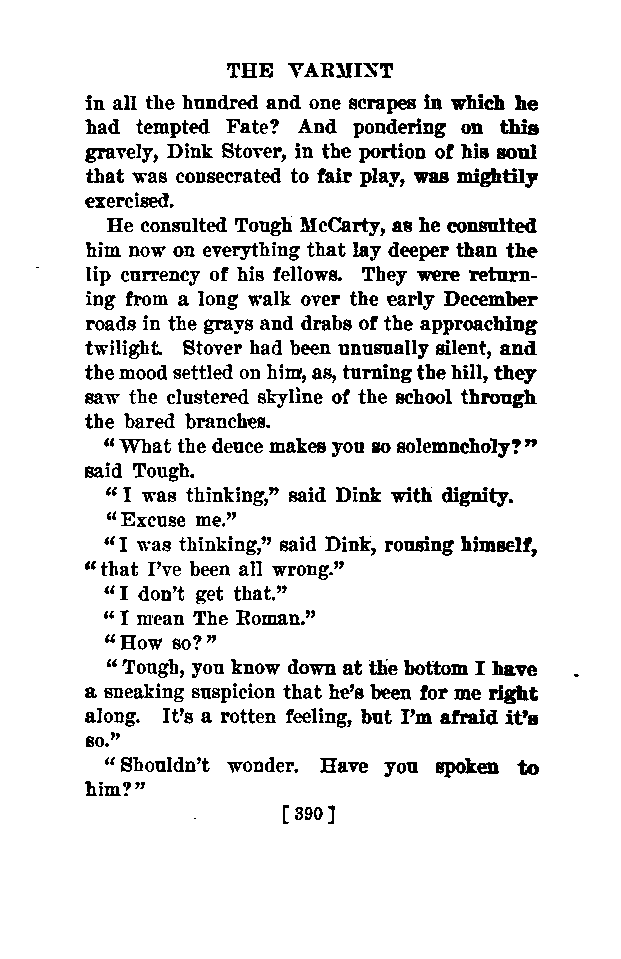 THE VARMINT
in all the hundred and one scrapes in which he
had tempted Fate? And pondering on this
gravely, Dink Stover, in the portion of his soul
that was consecrated to fair play, was mightily
exercised.
He consulted Tough McCarty, as he consulted
him now on everything that lay deeper than the
lip currency of his fellows. They were return-
ing from a long walk over the early December
roads in the grays and drabs of the approaching
twilight. Stover had been unusually silent, and
the mood settled on him, as, turning the hill, they
saw the clustered skyline of the school through
the bared branches.
“What the deuce makes you so solemncholy?”
said Tough.
“I was thinking,” said Dink with dignity.
“Excuse me.”
“I was thinking,” said Dink, rousing himself,
“that I’ve been all wrong.”
“I don’t get that.”
“I mean The Roman.”
“How so?”
“Tough, you know down at the bottom I have
a sneaking suspicion that he’s been for me right
along. It’s a rotten feeling, but I’m afraid it’s
so.”
“Shouldn’t wonder. Have you spoken to
him?”
[390]